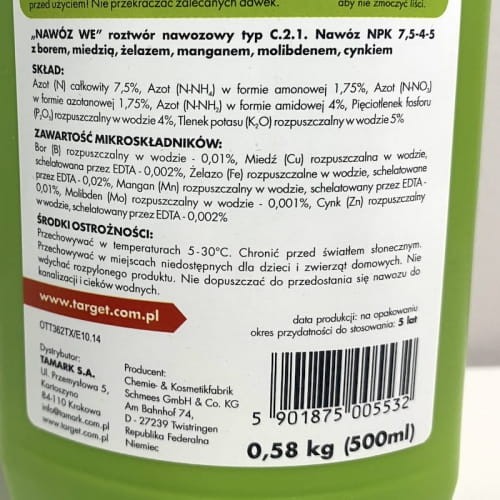 przed użyciem! Nie przekraczać zalecanych dawek.
aby nie zmoczyć liści.
„NAWÓZ WE" roztwór nawozowy typ C.2.1. Nawóz NPK 7,5-4-5
z borem, miedzią, żelazem, manganem, molibdenem, cynkiem
SKŁAD:
Azot (N) całkowity 7,5%, Azot (N-NH₄) w formie amonowej 1,75%, Azot (N-NO₃)
w formie azotanowej 1,75%, Azot (N-NH₂) w formie amidowej 4%, Pięciotlenek fosforu
(P₂O₅) rozpuszczalny w wodzie 4%, Tlenek potasu (K₂O) rozpuszczalny w wodzie 5%
ZAWARTOŚĆ MIKROSKŁADNIKÓW:
Bor (B) rozpuszczalny w wodzie - 0,01%, Miedź (Cu) rozpuszczalna w wodzie,
schelatowana przez EDTA - 0,002%, Żelazo (Fe) rozpuszczalne w wodzie, schelatowane
przez EDTA - 0,02%, Mangan (Mn) rozpuszczalny w wodzie, schelatowany przez EDTA -
0,01%, Molibden (Mo) rozpuszczalny w wodzie - 0,001%, Cynk (Zn) rozpuszczalny
w wodzie, schelatowany przez EDTA - 0,002%
ŚRODKI OSTROŻNOŚCI:
Przechowywać w temperaturach 5-30°C. Chronić przed światłem słonecznym.
Przechowywać w miejscach niedostępnych dla dzieci i zwierząt domowych. Nie
wdychać rozpylonego produktu. Nie dopuszczać do przedostania się nawozu do
kanalizacji i cieków wodnych.
www.target.com.pl
data produkcji: na opakowaniu
okres przydatności do stosowania: 5 lat
OTT362TX/E10.14
Dystrybutor:
TAMARK S.A.
ul. Przemysłowa 5,
Kartoszyno
84-110 Krokowa
info@tamark.com.pl
www.target.com.pl
Producent:
Chemie- & Kosmetikfabrik
Schmees GmbH & Co. KG
Am Bahnhof 74,
D - 27239 Twistringen
Republika Federalna
Niemiec
5 901875 005532
0,58 kg (500ml)